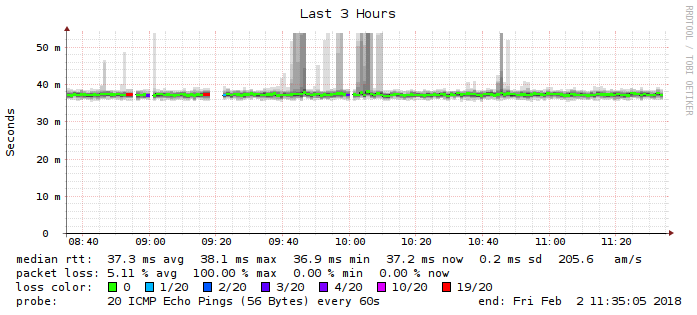 Last 3 Hours
RRDTOOL / TOBI OETIKER
Seconds
50 m
40 m
30 m
20 m
10 m
0
08:40 09:00 09:20 09:40 10:00 10:20 10:40 11:00 11:20
median rtt: 37.3 ms avg 38.1 ms max 36.9 ms min 37.2 ms now 0.2 ms sd 205.6 am/s
packet loss: 5.11 % avg 100.00 % max 0.00 % min 0.00 % now
loss color: 0 1/20 2/20 3/20 4/20 10/20 19/20
probe: 20 ICMP Echo Pings (56 Bytes) every 60s end: Fri Feb 2 11:35:05 2018